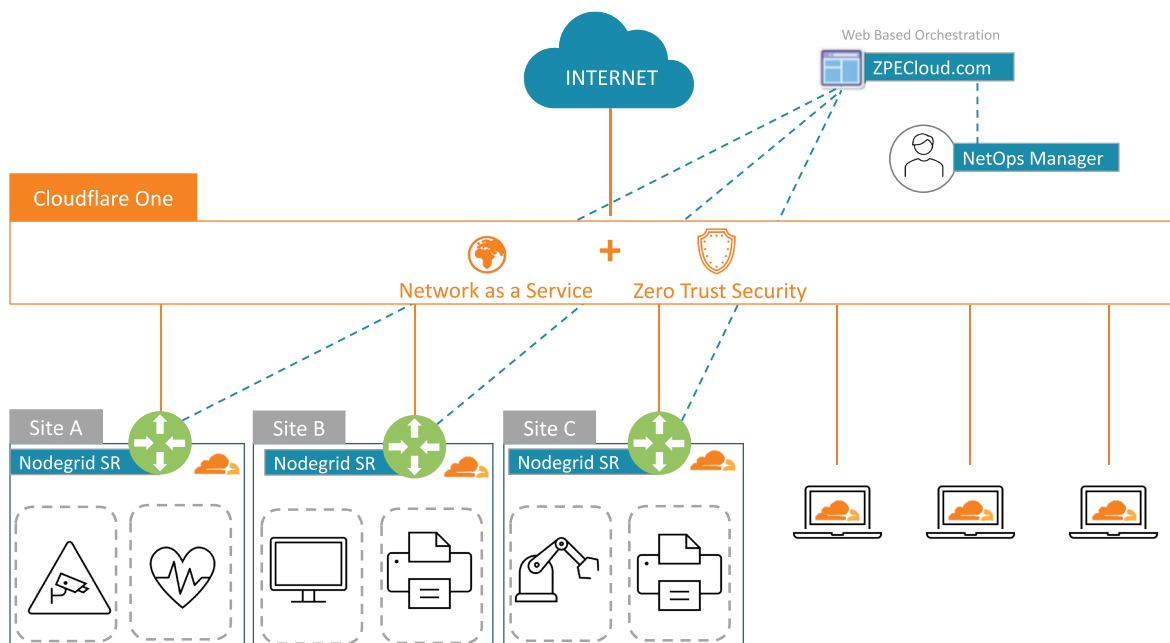 Web Based Orchestration
INTERNET
ZPECloud.com
NetOps Manager
Cloudflare One
Network as a Service
Zero Trust Security
Site A
Site B
Site C
Nodegrid SR
Nodegrid SR
Nodegrid SR